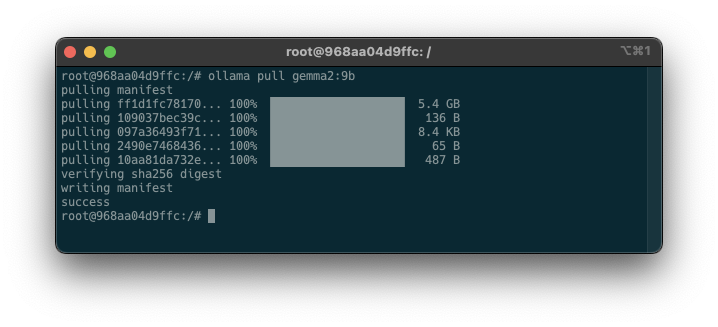 root@968aa04d9ffc: /
⌥⌘1
root@968aa04d9ffc:/# ollama pull gemma2:9b
pulling manifest
pulling ff1d1fc78170... 100% 5.4 GB
pulling 109037bec39c... 100% 136 B
pulling 097a36493f71... 100% 8.4 KB
pulling 2490e7468436... 100% 65 B
pulling 10aa81da732e... 100% 487 B
verifying sha256 digest
writing manifest
success
root@968aa04d9ffc:/#